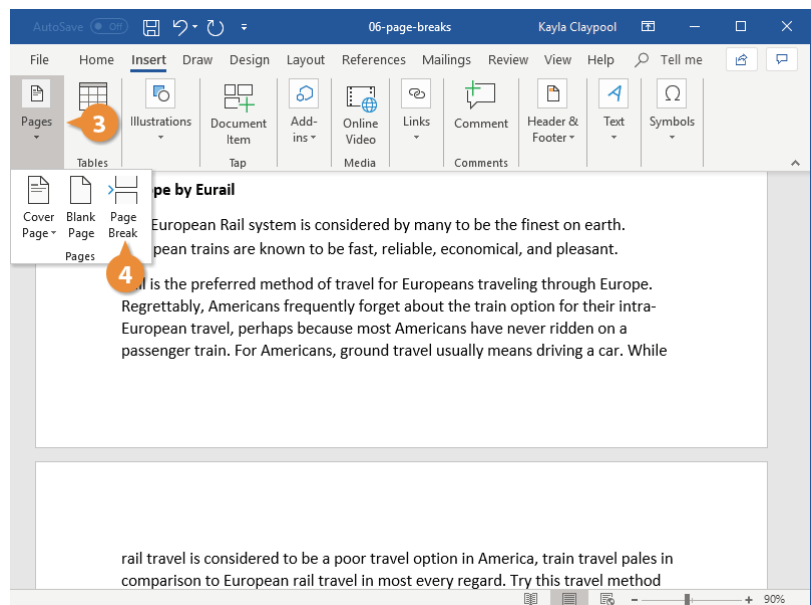 AutoSave Off 06-page-breaks Kayla Claypool
File Home Insert Draw Design Layout References Mailings Review View Help Tell me
Pages 3 Illustrations Document Item Add-ins Online Video Links Comment Header & Footer Text Symbols
Tables Tap Media Comments
Cover Page Blank Page Page Break
Pages
4
pe by Eurail
European Rail system is considered by many to be the finest on earth.
pean trains are known to be fast, reliable, economical, and pleasant.
is the preferred method of travel for Europeans traveling through Europe.
Regrettably, Americans frequently forget about the train option for their intra-
European travel, perhaps because most Americans have never ridden on a
passenger train. For Americans, ground travel usually means driving a car. While
rail travel is considered to be a poor travel option in America, train travel pales in
comparison to European rail travel in most every regard. Try this travel method
90%